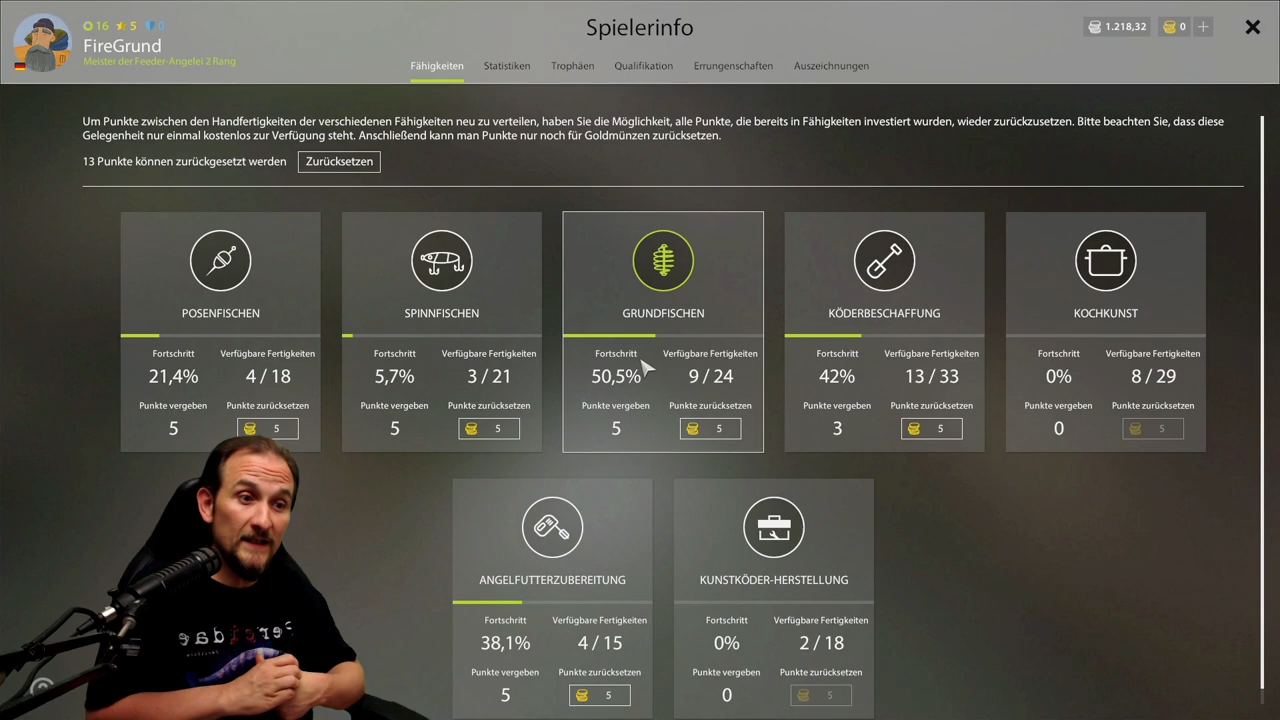 16 5 0
FireGrund
Meister der Feeder-Angelei 2 Rang
Spielerinfo
1.218,32 0 +
Fähigkeiten Statistiken Trophäen Qualifikation Errungenschaften Auszeichnungen
Um Punkte zwischen den Handfertigkeiten der verschiedenen Fähigkeiten neu zu verteilen, haben Sie die Möglichkeit, alle Punkte, die bereits in Fähigkeiten investiert wurden, wieder zurückzusetzen. Bitte beachten Sie, dass diese
Gelegenheit nur einmal kostenlos zur Verfügung steht. Anschließend kann man Punkte nur noch für Goldmünzen zurücksetzen.
13 Punkte können zurückgesetzt werden Zurücksetzen
POSENFISCHEN
Fortschritt Verfügbare Fertigkeiten
21,4% 4 / 18
Punkte vergeben Punkte zurücksetzen
5 5
SPINNFISCHEN
Fortschritt Verfügbare Fertigkeiten
5,7% 3 / 21
Punkte vergeben Punkte zurücksetzen
5 5
GRUNDFISCHEN
Fortschritt Verfügbare Fertigkeiten
50,5% 9 / 24
Punkte vergeben Punkte zurücksetzen
5 5
KÖDERBESCHAFFUNG
Fortschritt Verfügbare Fertigkeiten
42% 13 / 33
Punkte vergeben Punkte zurücksetzen
3 5
KOCHKUNST
Fortschritt Verfügbare Fertigkeiten
0% 8 / 29
Punkte vergeben Punkte zurücksetzen
0 5
ANGELFUTTERZUBEREITUNG
Fortschritt Verfügbare Fertigkeiten
38,1% 4 / 15
Punkte vergeben Punkte zurücksetzen
5 5
KUNSTKÖDER-HERSTELLUNG
Fortschritt Verfügbare Fertigkeiten
0% 2 / 18
Punkte vergeben Punkte zurücksetzen
0 5